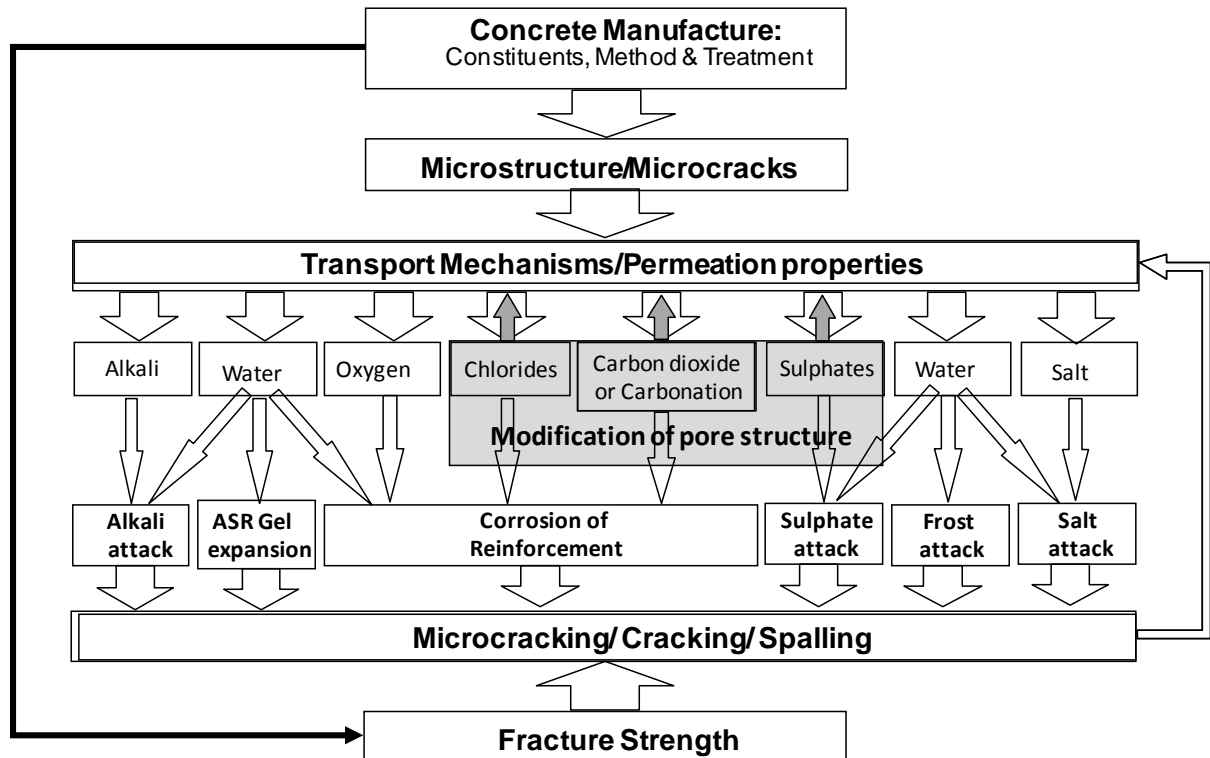 Concrete Manufacture:
Constituents, Method & Treatment
Microstructure/Microcracks
Transport Mechanisms/Permeation properties
Alkali
Water
Oxygen
Chlorides
Carbon dioxide
or Carbonation
Sulphates
Water
Salt
Modification of pore structure
Alkali
attack
ASR Gel
expansion
Corrosion of
Reinforcement
Sulphate
attack
Frost
attack
Salt
attack
Microcracking/ Cracking/ Spalling
Fracture Strength